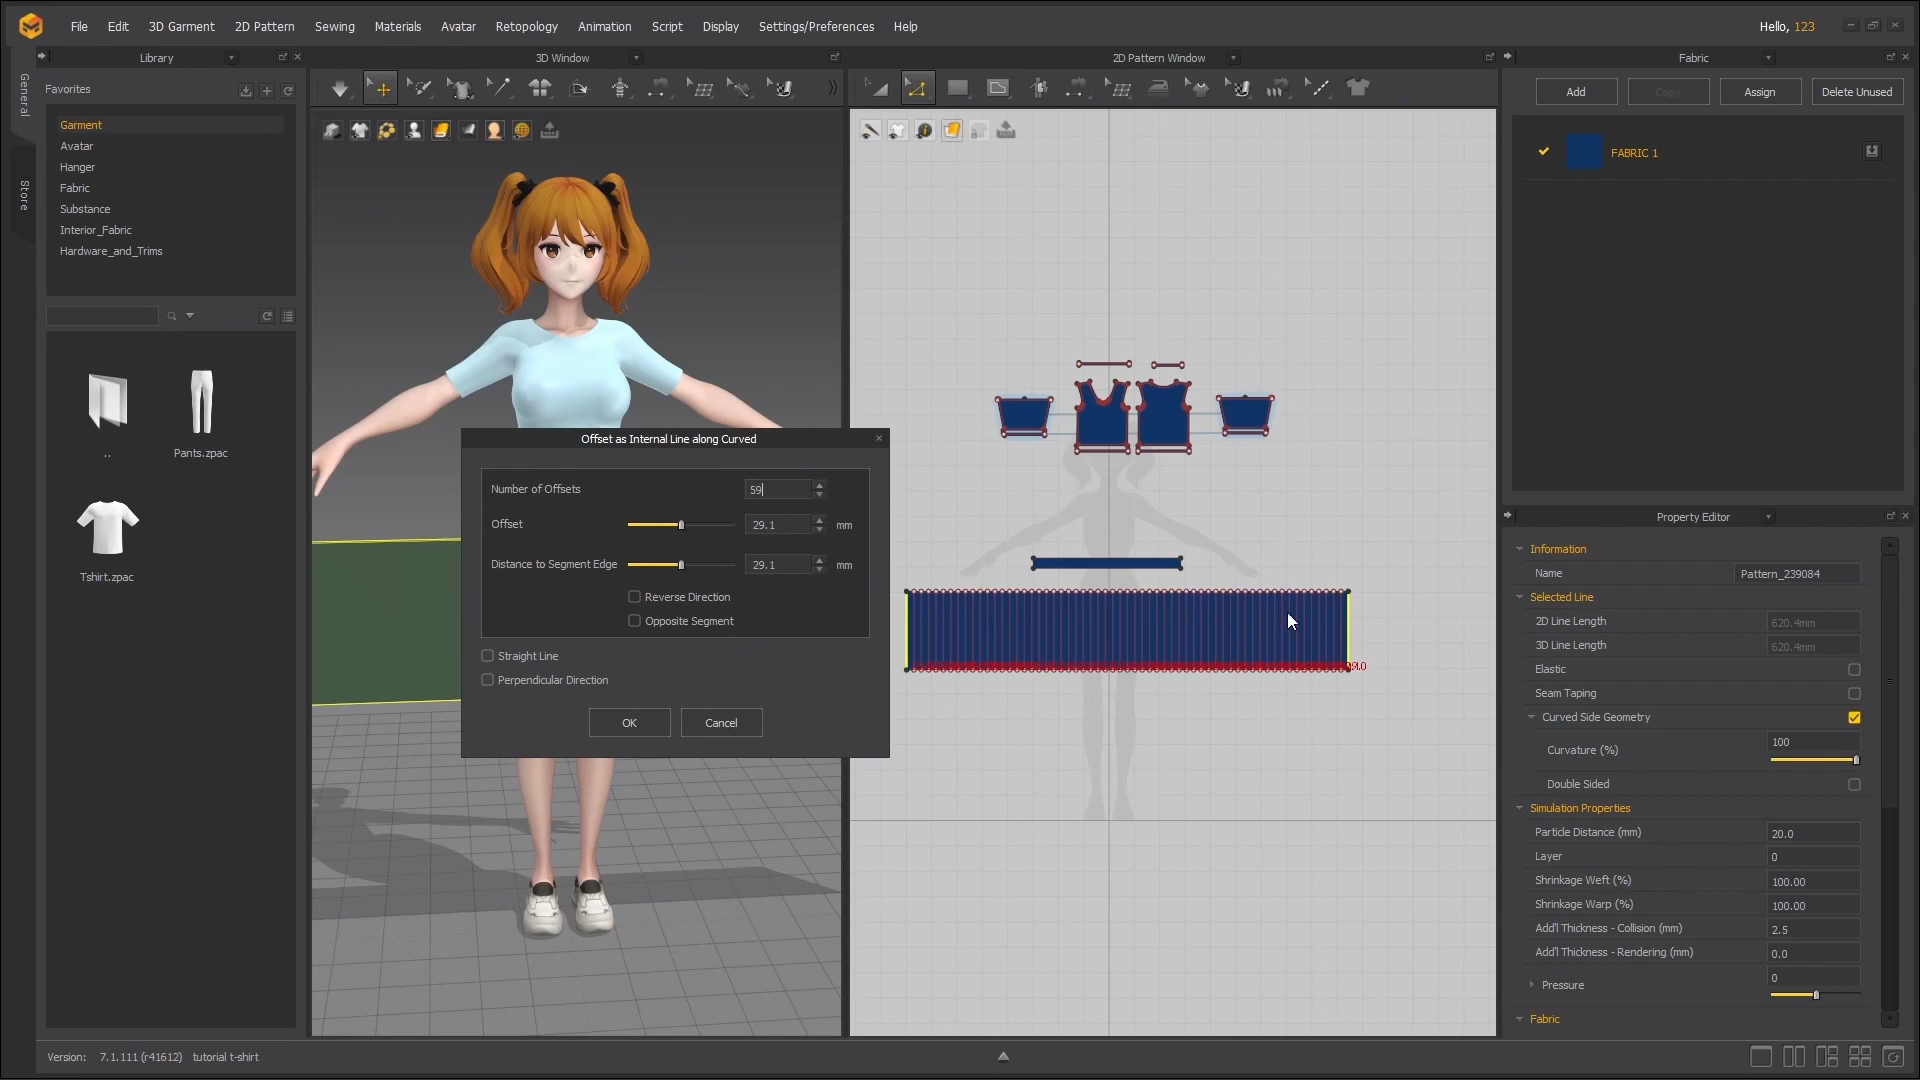 File Edit 3D Garment 2D Pattern Sewing Materials Avatar Retopology Animation Script Display Settings/Preferences Help Hello, 123
Library 3D Window 2D Pattern Window Fabric
General
Store
Favorites
Garment
Avatar
Hanger
Fabric
Substance
Interior_Fabric
Hardware_and_Trims
..
Pants.zpac
Tshirt.zpac
Offset as Internal Line along Curved
Number of Offsets 59
Offset 29.1 mm
Distance to Segment Edge 29.1 mm
Reverse Direction
Opposite Segment
Straight Line
Perpendicular Direction
OK Cancel
Add Copy Assign Delete Unused
FABRIC 1
Property Editor
Information
Name Pattern_239084
Selected Line
2D Line Length 620.4mm
3D Line Length 620.4mm
Elastic
Seam Taping
Curved Side Geometry
Curvature (%) 100
Double Sided
Simulation Properties
Particle Distance (mm) 20.0
Layer 0
Shrinkage Weft (%) 100.00
Shrinkage Warp (%) 100.00
Add'l Thickness - Collision (mm) 2.5
Add'l Thickness - Rendering (mm) 0.0
Pressure 0
Fabric
Version: 7.1.111 (r41612) tutorial t-shirt